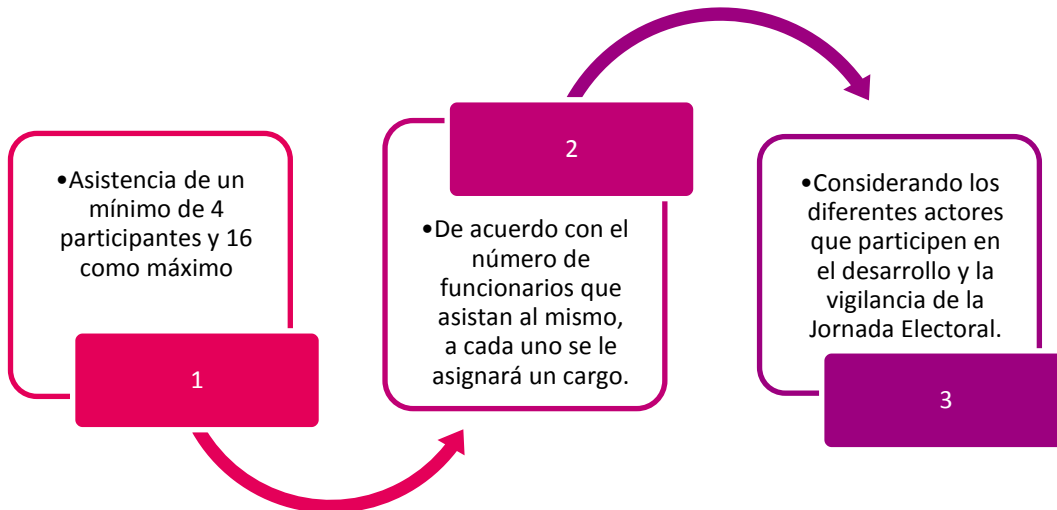 •Asistencia de un
mínimo de 4
participantes y 16
como máximo
1
2
•De acuerdo con el
número de
funcionarios que
asistan al mismo,
a cada uno se le
asignará un cargo.
•Considerando los
diferentes actores
que participen en
el desarrollo y la
vigilancia de la
Jornada Electoral.
3